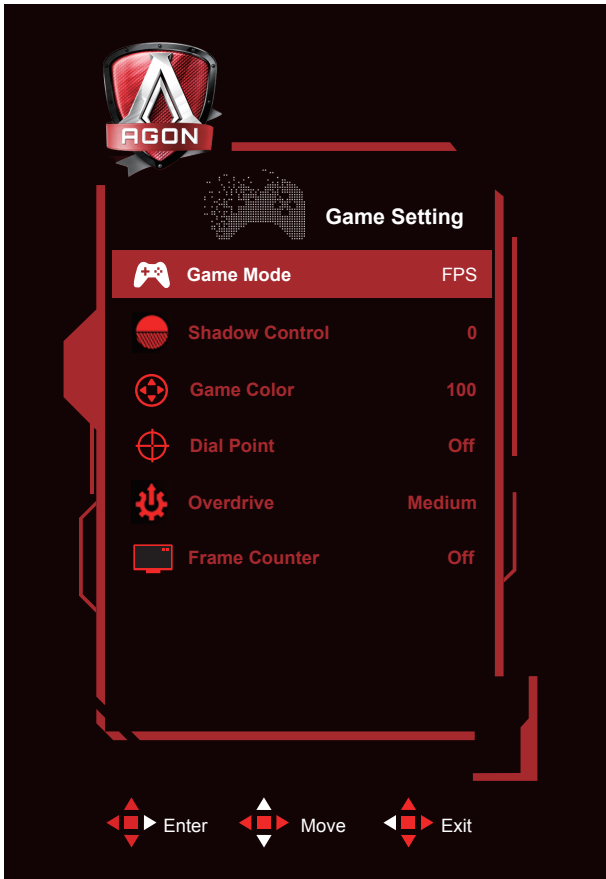 AGON
Game Setting
Game Mode FPS
Shadow Control 0
Game Color 100
Dial Point Off
Overdrive Medium
Frame Counter Off
Enter Move Exit